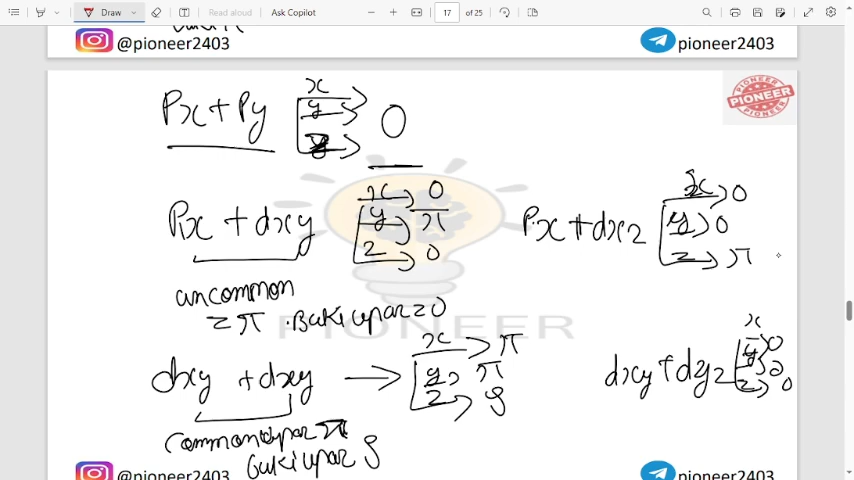 Draw
Read aloud
Ask Copilot
17 of 25
@pioneer2403
pioneer2403
PIONEER
Px + Py
x
y
0
Px + dxy
x 0
y π
z 0
Px + dxz
x 0
y 0
z π
uncommon
= π . Baki upar = 0
PIONEER
dxy + dxy →
x π
y π
z δ
dxy + dyz
x 0
y
z 0
common upar π
baki upar δ
@pioneer2403
pioneer2403